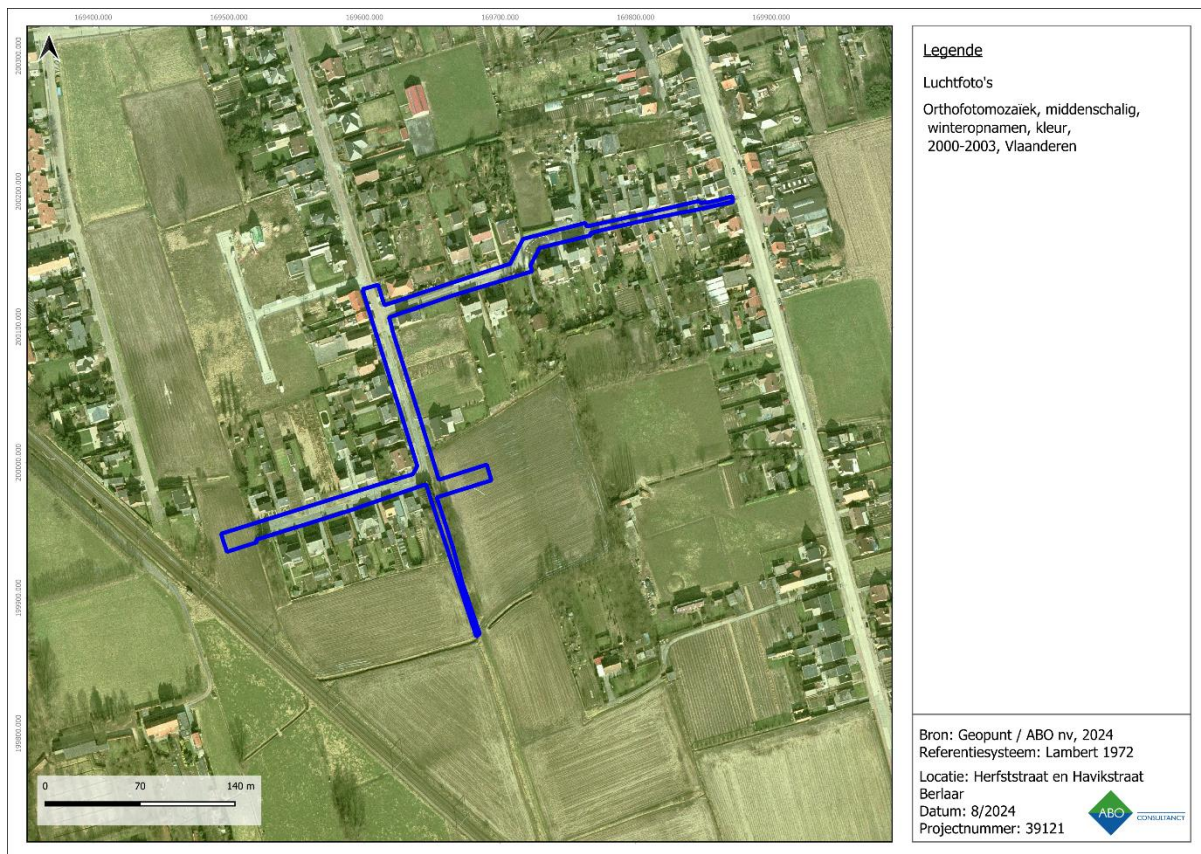 169400.000
169500.000
169600.000
169700.000
169800.000
169900.000
200300.000
200200.000
200100.000
200000.000
199900.000
199800.000
0 70 140 m
Legende
Luchtfoto's
Orthofotomozaïek, middenschalig,
winteropnamen, kleur,
2000-2003, Vlaanderen
Bron: Geopunt / ABO nv, 2024
Referentiesysteem: Lambert 1972
Locatie: Herfststraat en Havikstraat
Berlaar
Datum: 8/2024
Projectnummer: 39121
ABO CONSULTANCY